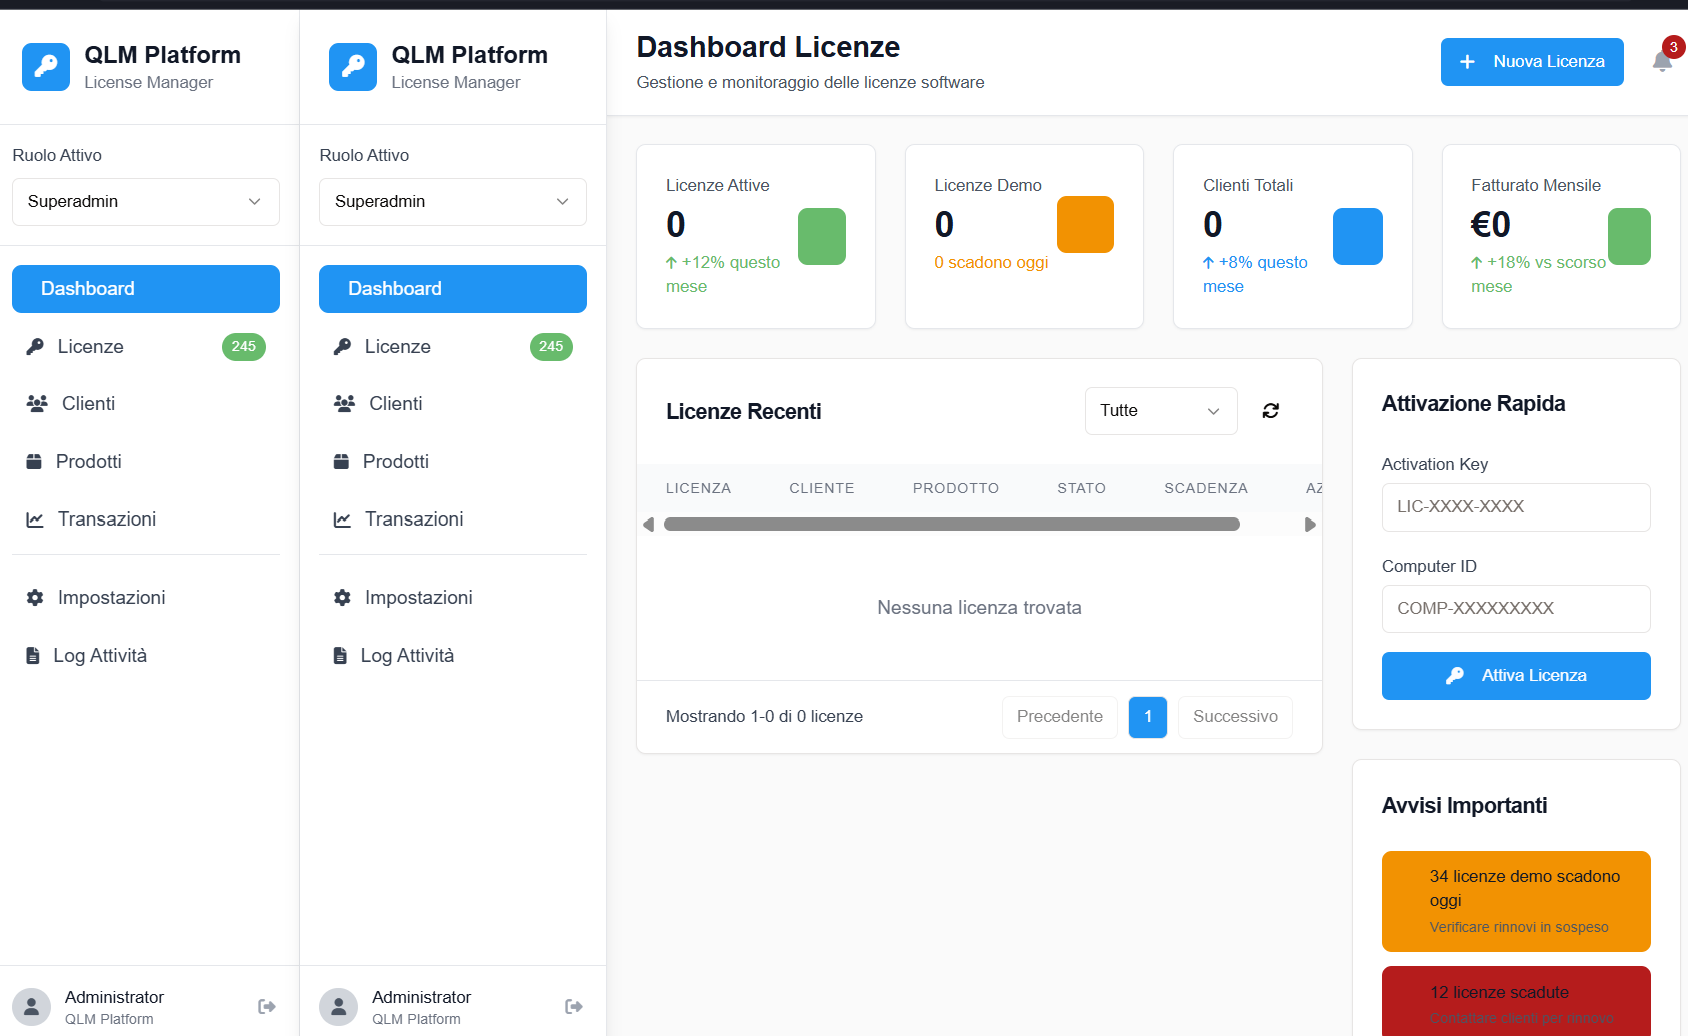 QLM Platform
License Manager
Ruolo Attivo
Superadmin
Dashboard
Licenze 245
Clienti
Prodotti
Transazioni
Impostazioni
Log Attività
Administrator
QLM Platform
QLM Platform
License Manager
Ruolo Attivo
Superadmin
Dashboard
Licenze 245
Clienti
Prodotti
Transazioni
Impostazioni
Log Attività
Administrator
QLM Platform
Dashboard Licenze
Gestione e monitoraggio delle licenze software
+ Nuova Licenza
3
Licenze Attive
0
↑ +12% questo
mese
Licenze Demo
0
0 scadono oggi
Clienti Totali
0
↑ +8% questo
mese
Fatturato Mensile
€0
↑ +18% vs scorso
mese
Licenze Recenti
Tutte
LICENZA CLIENTE PRODOTTO STATO SCADENZA AZ
Nessuna licenza trovata
Mostrando 1-0 di 0 licenze
Precedente 1 Successivo
Attivazione Rapida
Activation Key
LIC-XXXX-XXXX
Computer ID
COMP-XXXXXXXXX
Attiva Licenza
Avvisi Importanti
34 licenze demo scadono
oggi
Verificare rinnovi in sospeso
12 licenze scadute
Contattare clienti per rinnovo